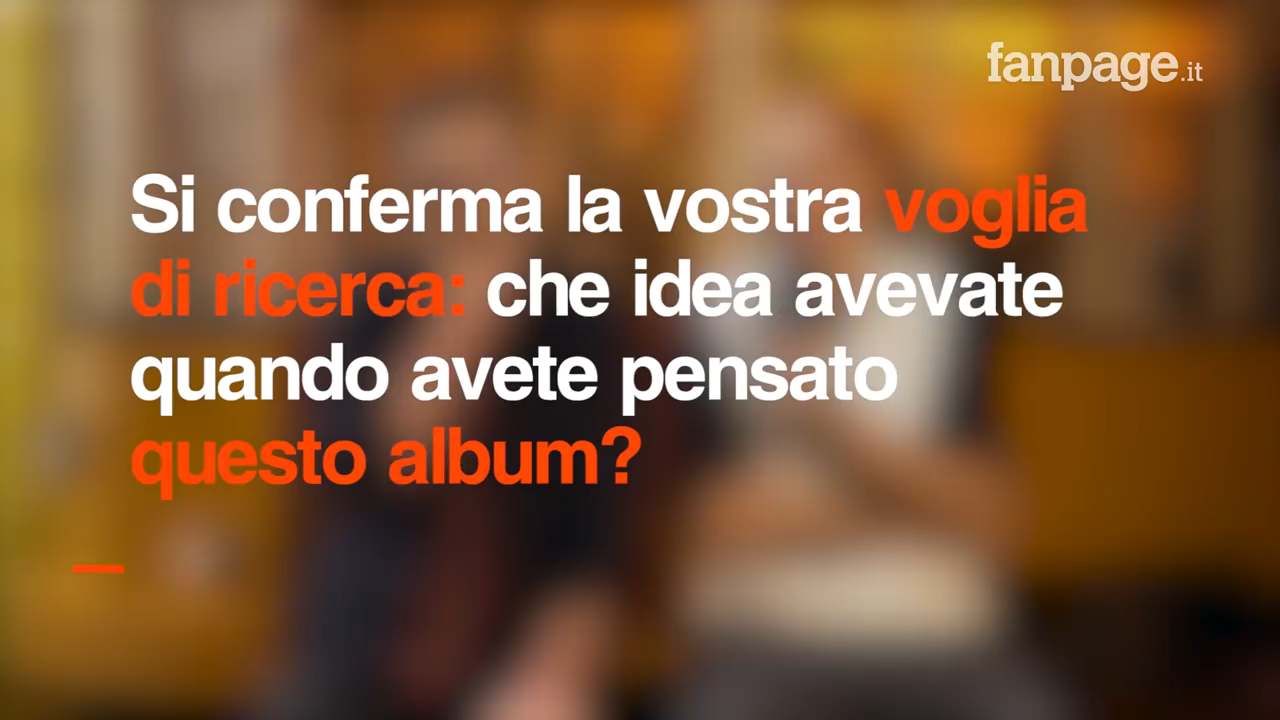 fanpage.it
Si conferma la vostra voglia
di ricerca: che idea avevate
quando avete pensato
questo album?